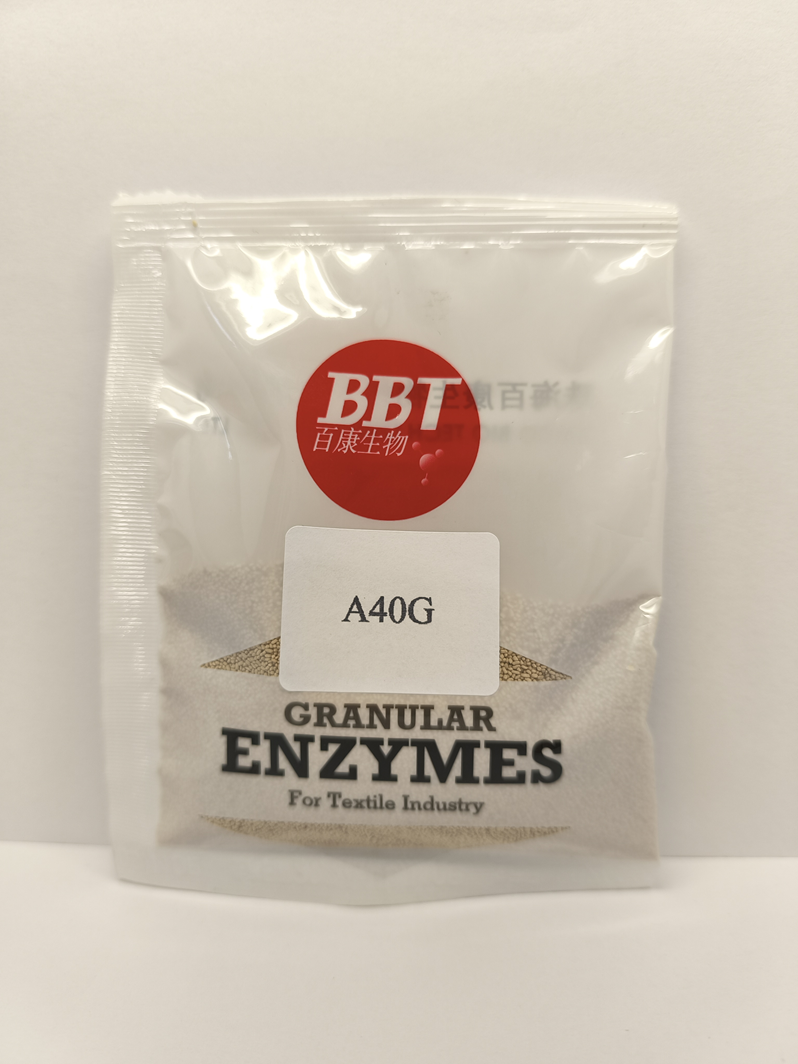 BBT
百康生物
A40G
GRANULAR
ENZYMES
For Textile Industry